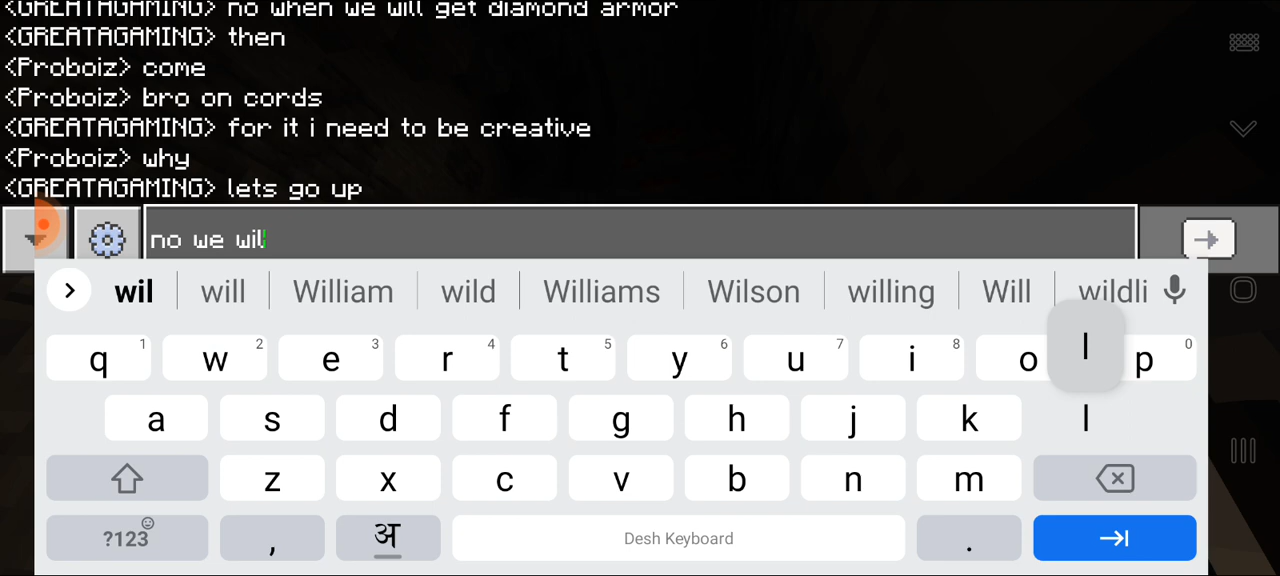 <GREATAGAMING> no when we will get diamond armor
<GREATAGAMING> then
<Proboiz> come
<Proboiz> bro on cords
<GREATAGAMING> for it i need to be creative
<Proboiz> why
<GREATAGAMING> lets go up
no we wil
wil will William wild Williams Wilson willing Will wildli
q 1 w 2 e 3 r 4 t 5 y 6 u 7 i 8 o l p 0
a s d f g h j k l
z x c v b n m
?123 , अ Desh Keyboard .